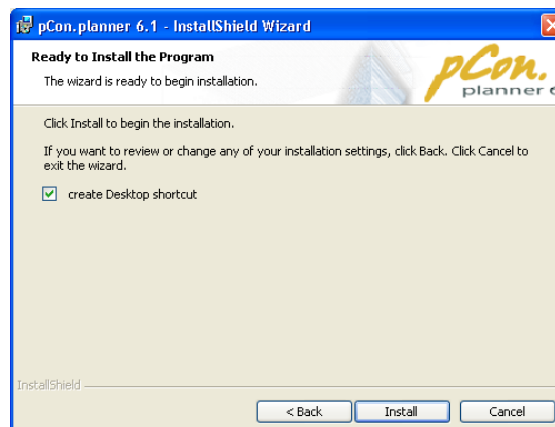 pCon.planner 6.1 - InstallShield Wizard
Ready to Install the Program
The wizard is ready to begin installation.
pCon.
planner 6
Click Install to begin the installation.
If you want to review or change any of your installation settings, click Back. Click Cancel to
exit the wizard.
create Desktop shortcut
InstallShield
< Back
Install
Cancel